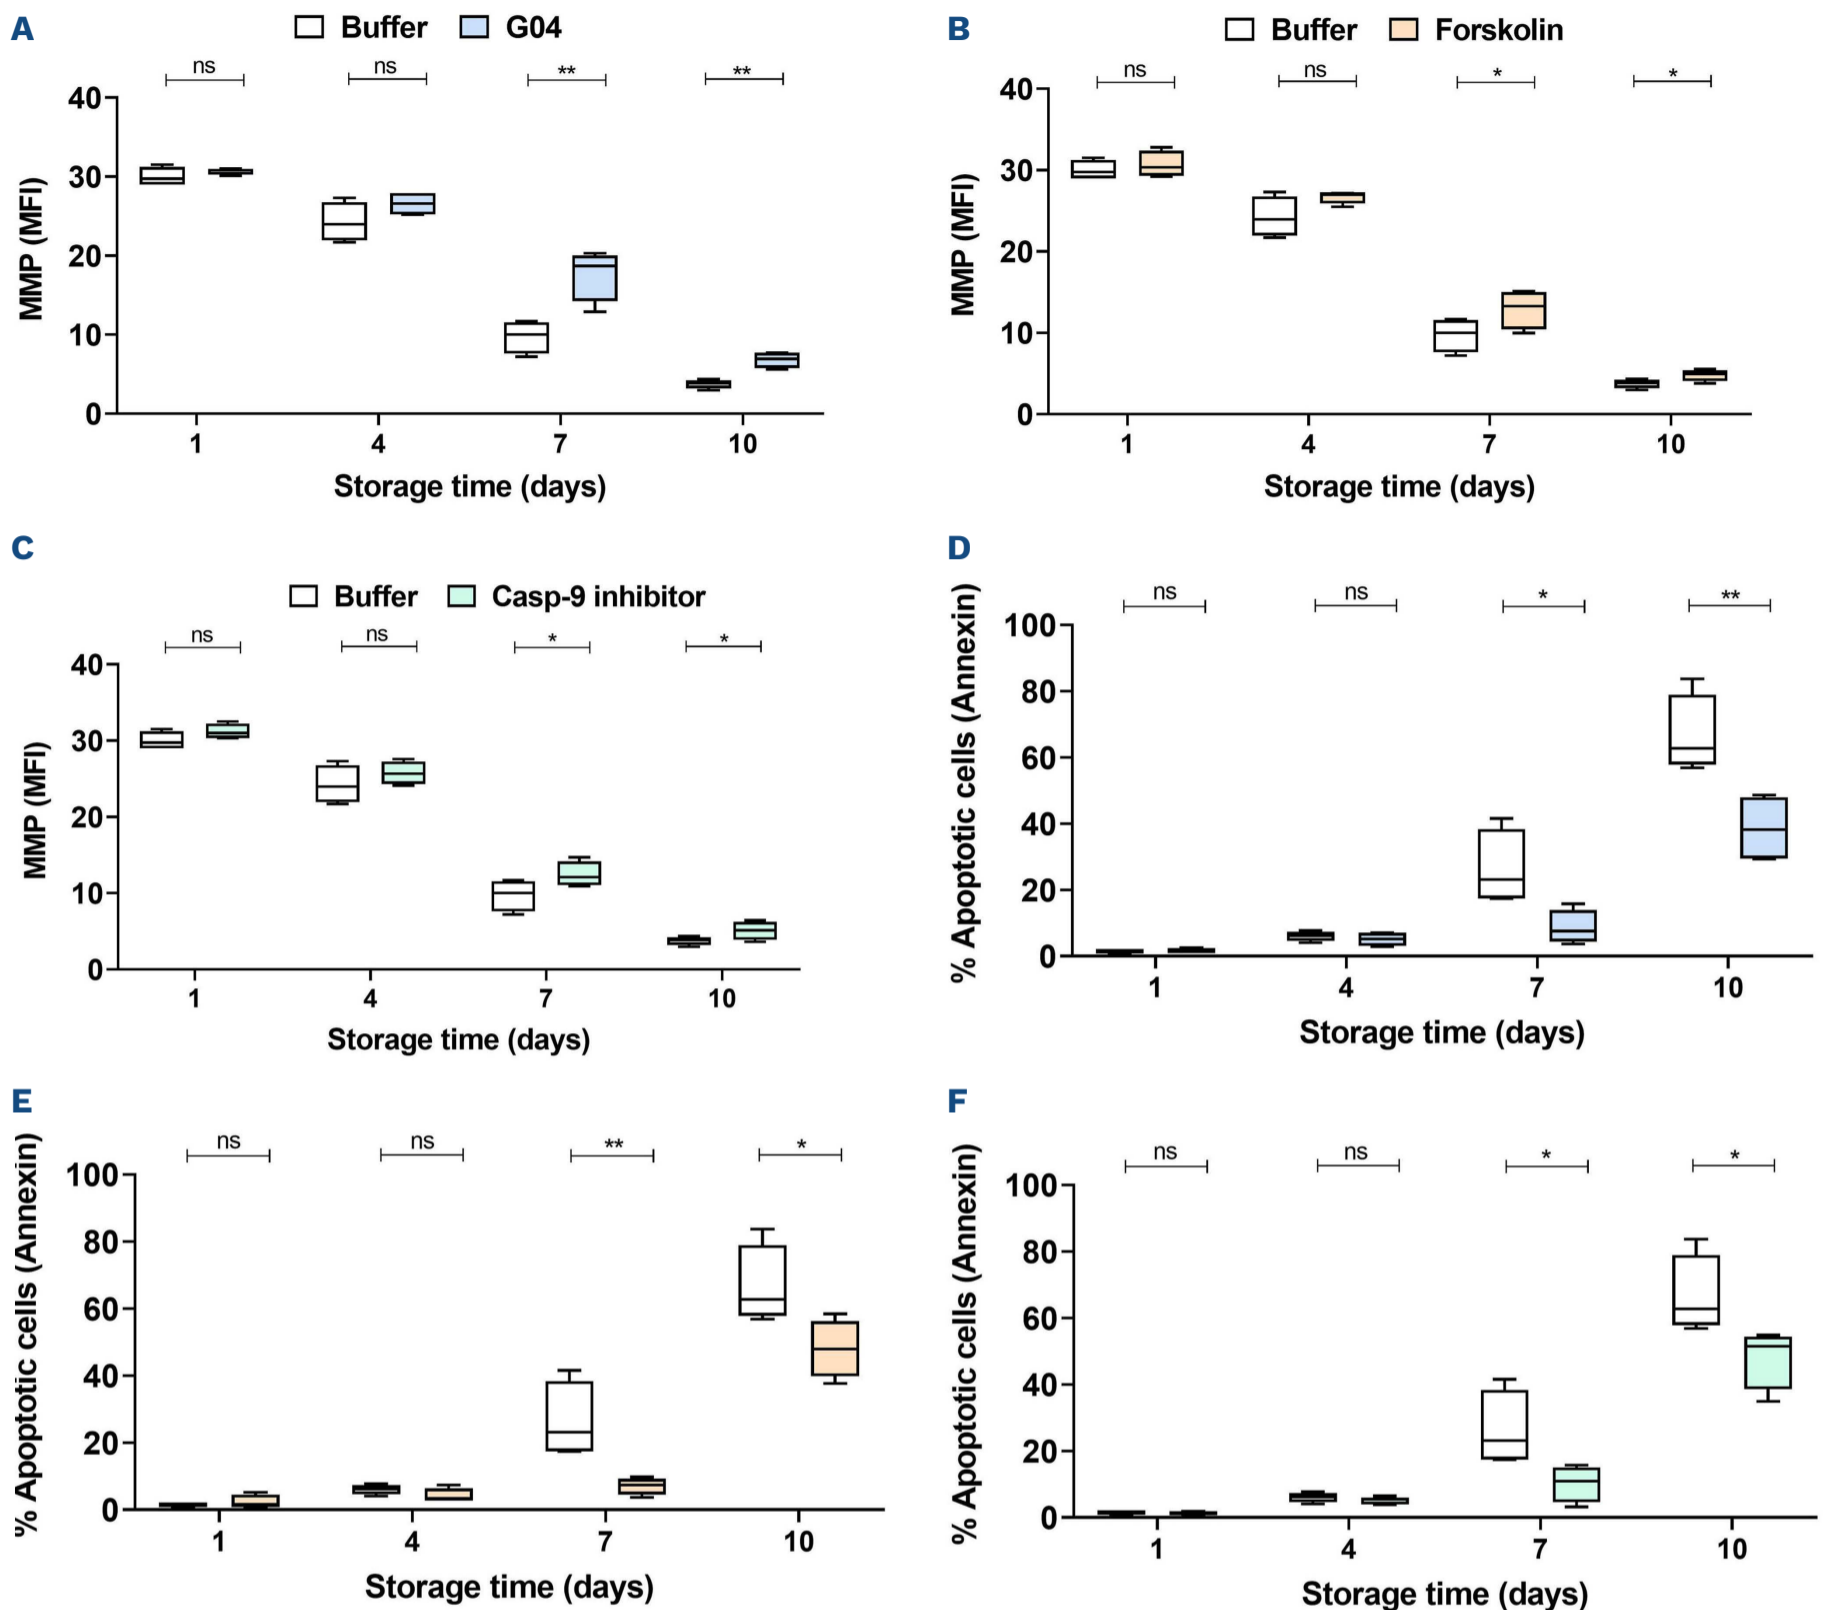 A
Buffer G04
ns ns ** **
40
30
20
10
0
MMP (MFI)
1 4 7 10
Storage time (days)
B
Buffer Forskolin
ns ns * *
40
30
20
10
0
MMP (MFI)
1 4 7 10
Storage time (days)
C
Buffer Casp-9 inhibitor
ns ns * *
40
30
20
10
0
MMP (MFI)
1 4 7 10
Storage time (days)
D
ns ns * **
100
80
60
40
20
0
% Apoptotic cells (Annexin)
1 4 7 10
Storage time (days)
E
ns ns ** *
100
80
60
40
20
0
% Apoptotic cells (Annexin)
1 4 7 10
Storage time (days)
F
ns ns * *
100
80
60
40
20
0
% Apoptotic cells (Annexin)
1 4 7 10
Storage time (days)